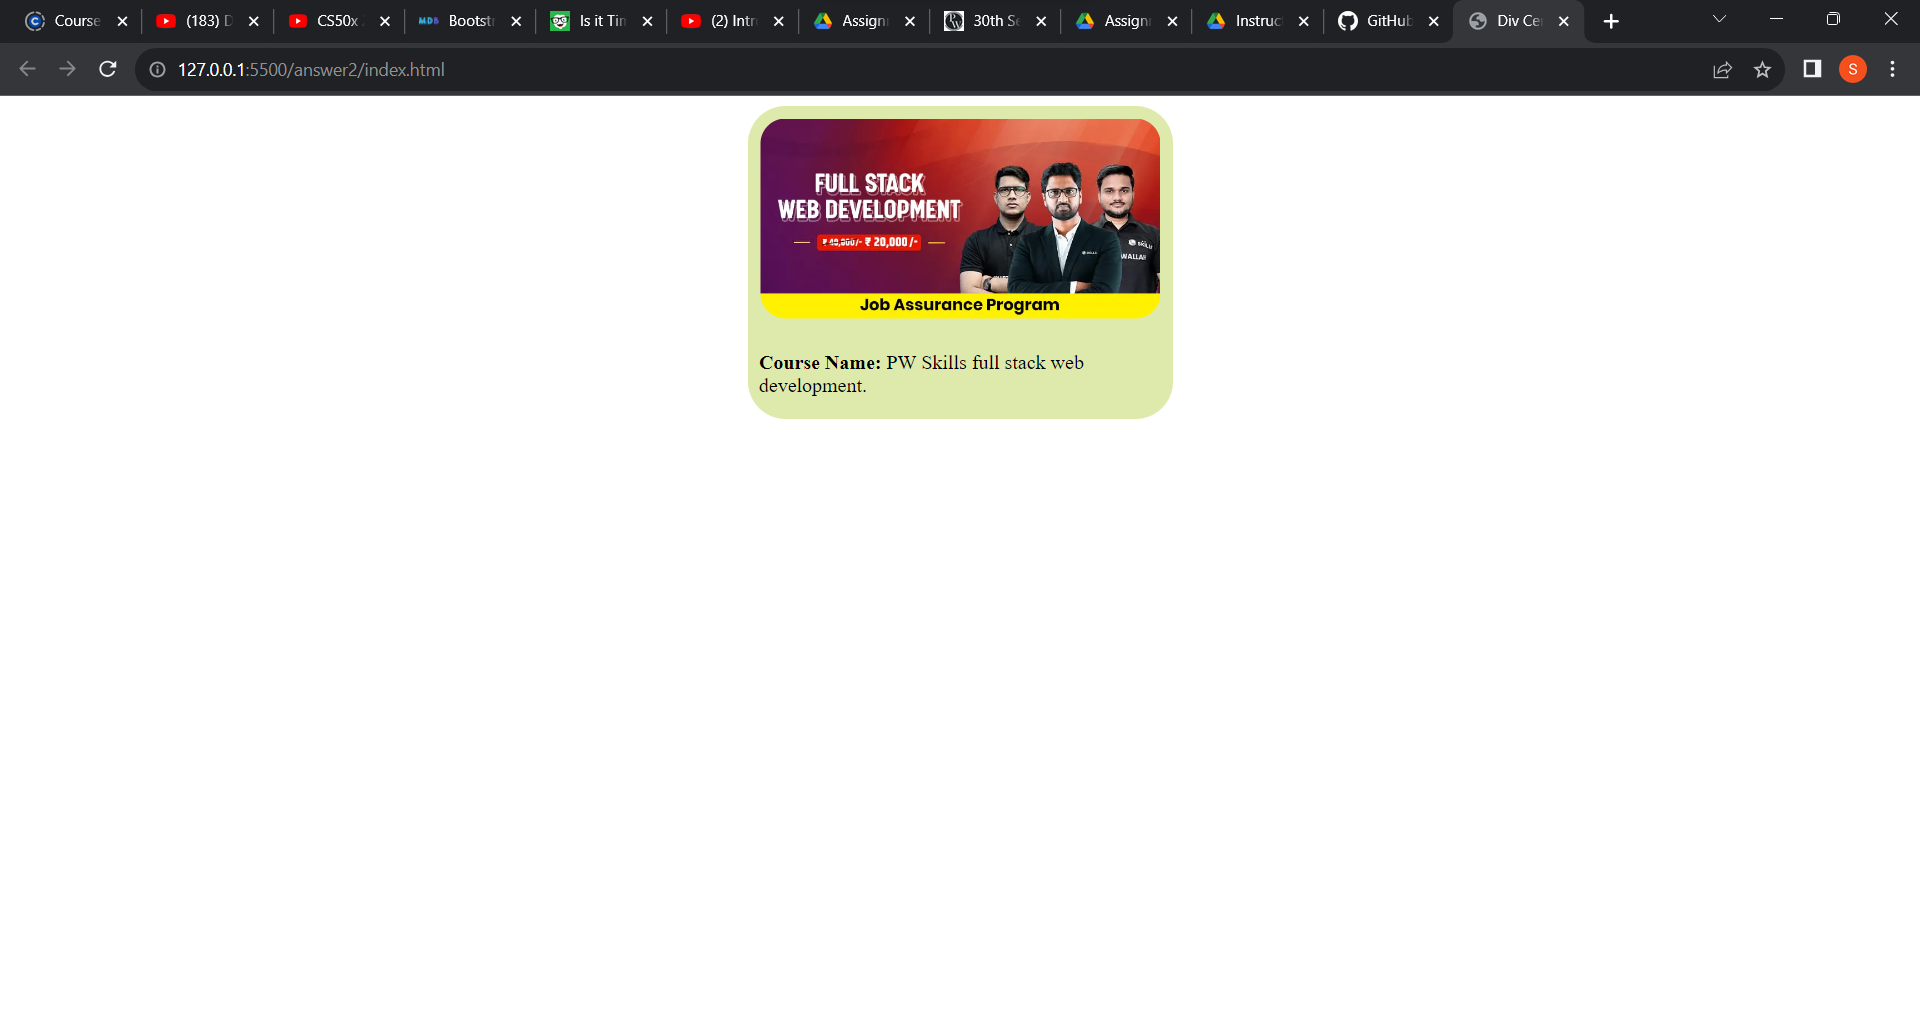 Course
(183) D
CS50x
MDB Bootstr
Is it Tim
(2) Intr
Assign
30th Se
Assign
Instruc
GitHub
Div Cen
127.0.0.1:5500/answer2/index.html
S
FULL STACK
WEB DEVELOPMENT
₹ 40,000/- ₹ 20,000 /-
SKILLS
WALLAH
Job Assurance Program
Course Name: PW Skills full stack web
development.